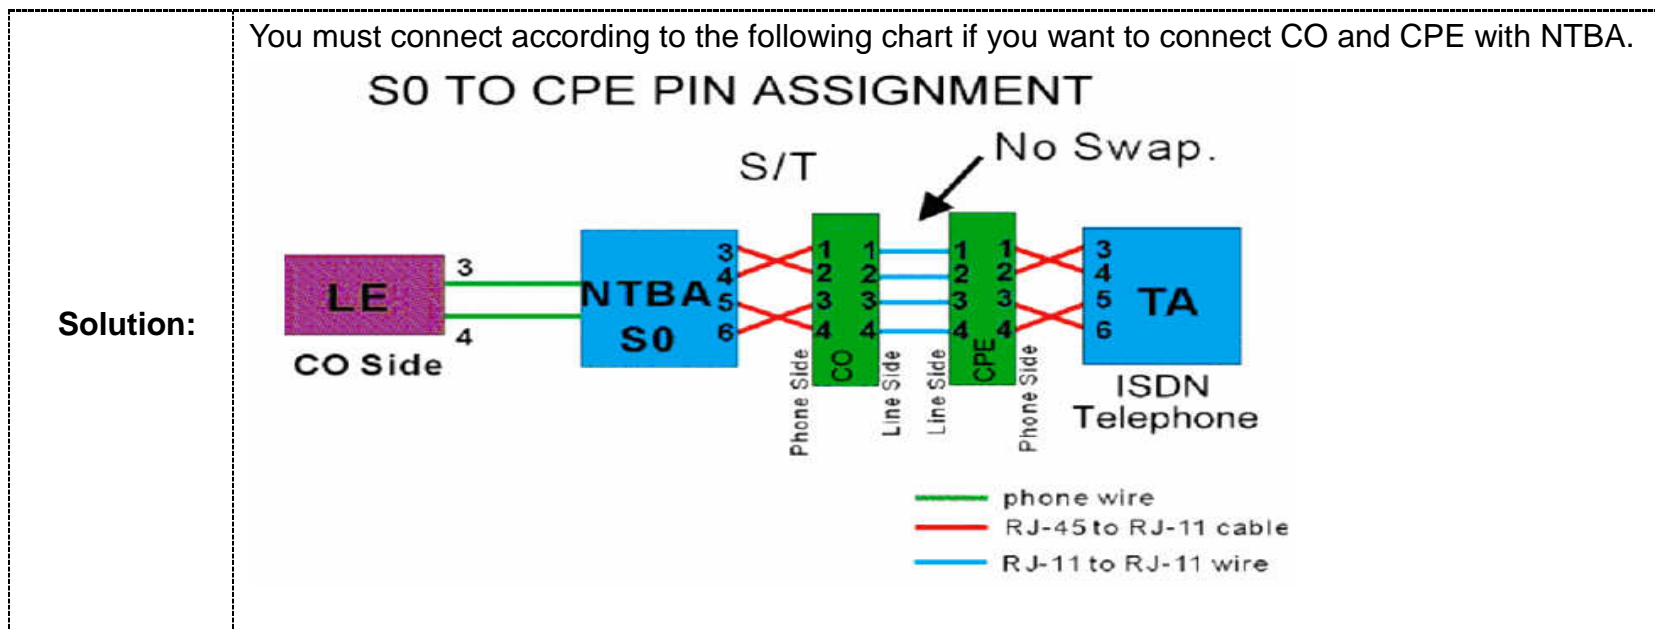 You must connect according to the following chart if you want to connect CO and CPE with NTBA.
S0 TO CPE PIN ASSIGNMENT
No Swap.
S/T
Solution:
LE
3
4
CO Side
NTBA
S0
3
4
5
6
1
2
3
4
CO
1
2
3
4
Phone Side
Line Side
Line Side
1
2
3
4
CPE
1
2
3
4
Phone Side
3
4
5
6
TA
ISDN
Telephone
phone wire
RJ-45 to RJ-11 cable
RJ-11 to RJ-11 wire